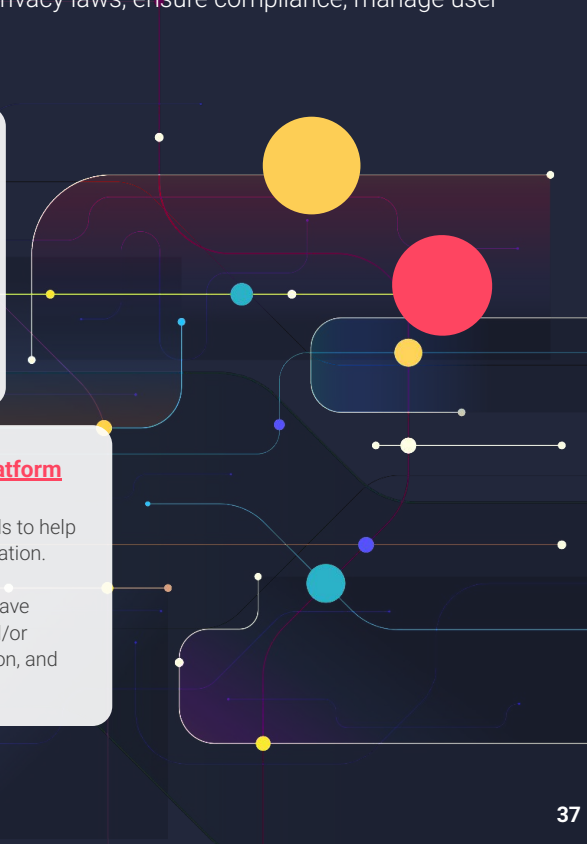 rivacy laws, ensure compliance, manage user
atform
ls to help
ation.
ave
l/or
on, and
37